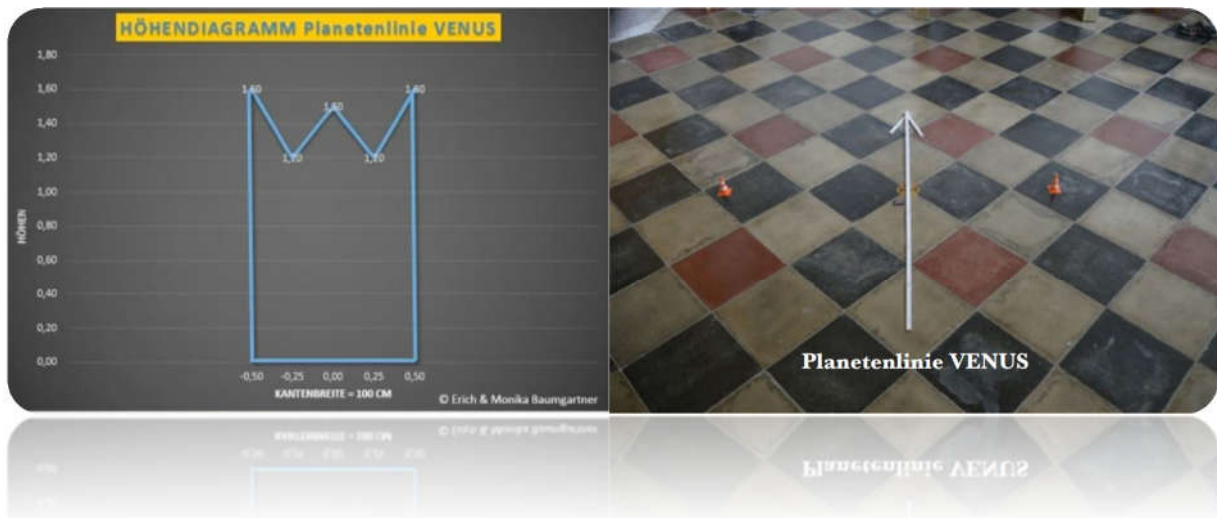 HÖHENDIAGRAMM Planetenlinie VENUS
1,80
1,60
1,40
1,20
1,00
0,80
0,60
0,40
0,20
0,00
HÖHEN
1,60
1,20
1,50
1,20
1,60
-0,50 -0,25 0,00 0,25 0,50
KANTENBREITE = 100 CM
© Erich & Monika Baumgartner
Planetenlinie VENUS